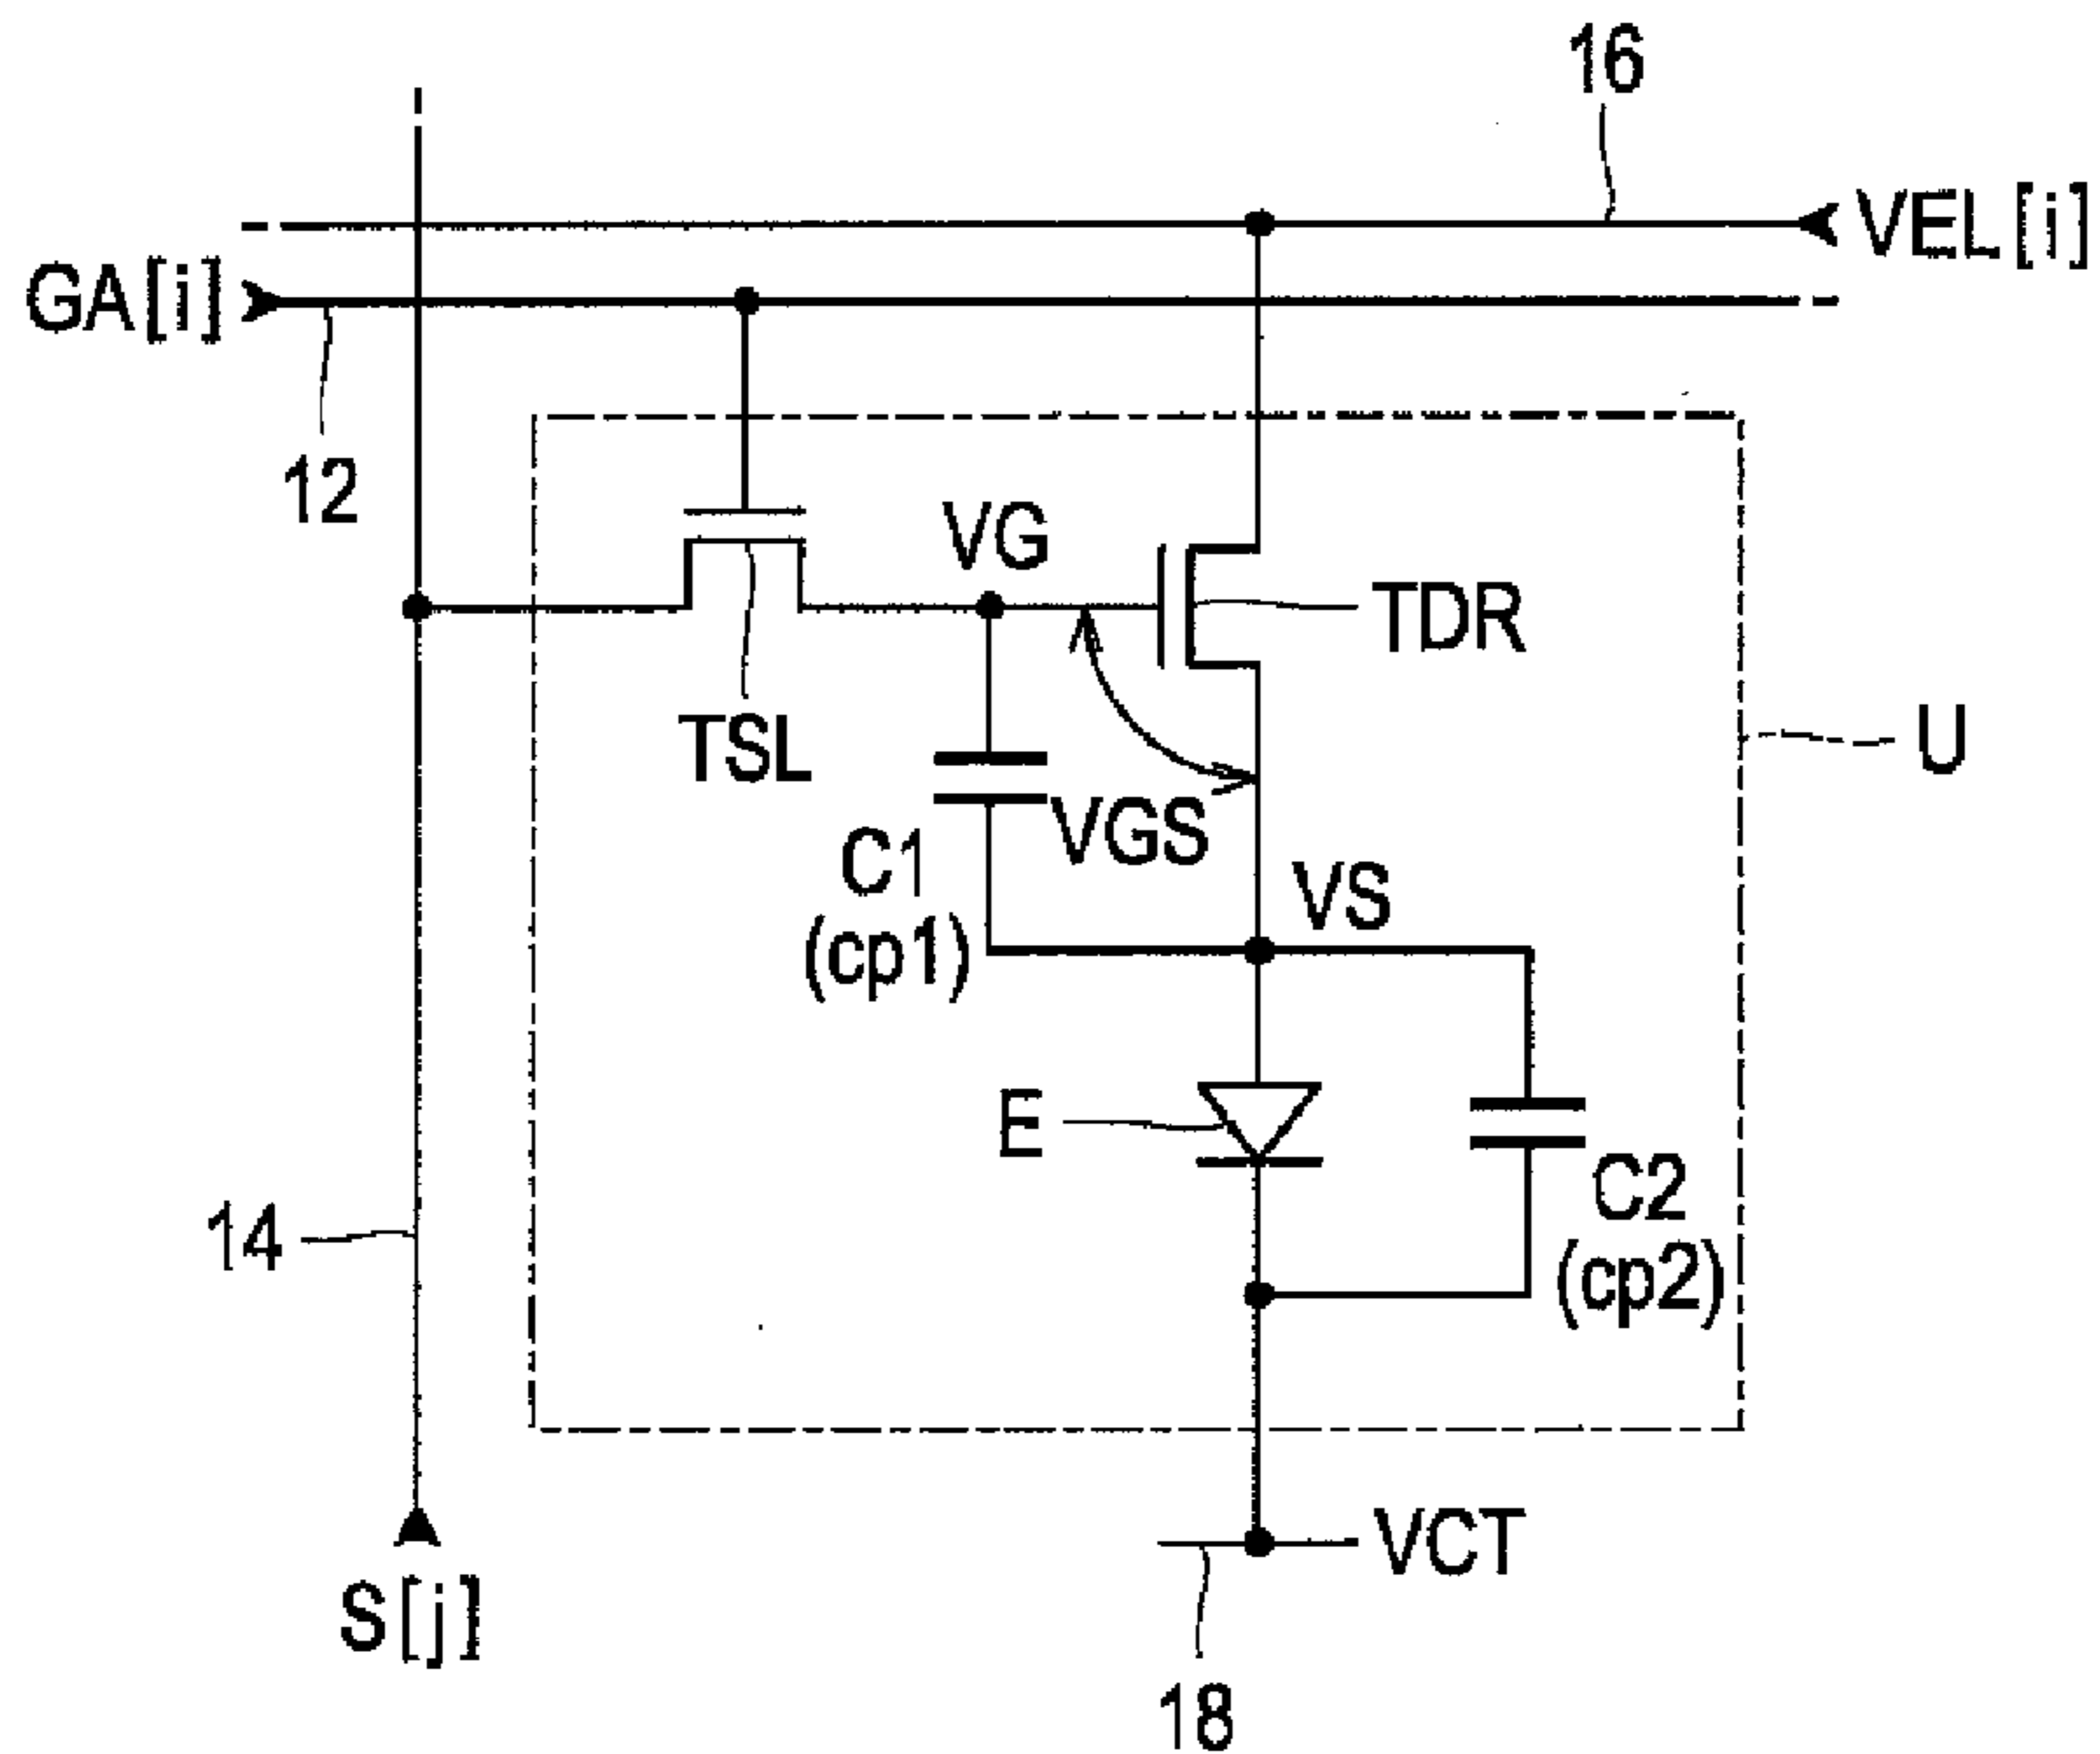 16
VEL[i]
GA[i]
12
VG
TDR
TSL
U
VGS
C1
(cp1)
VS
E
C2
(cp2)
14
VCT
S[j]
18